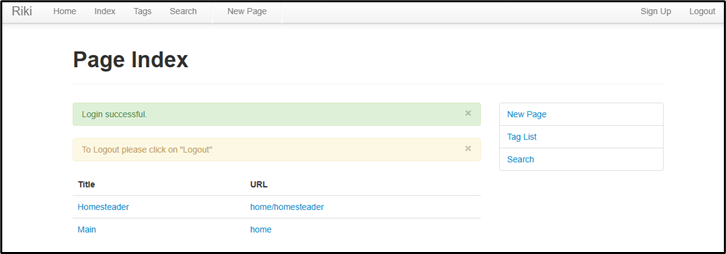 Riki Home Index Tags Search New Page Sign Up Logout
Page Index
Login successful. ×
To Logout please click on "Logout" ×
Title URL
Homesteader home/homesteader
Main home
New Page
Tag List
Search